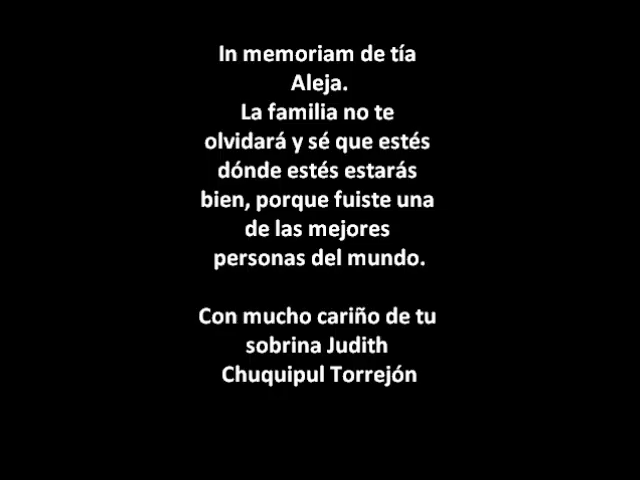 In memoriam de tía
Aleja.
La familia no te
olvidará y sé que estés
dónde estés estarás
bien, porque fuiste una
de las mejores
personas del mundo.
Con mucho cariño de tu
sobrina Judith
Chuquipul Torrejón